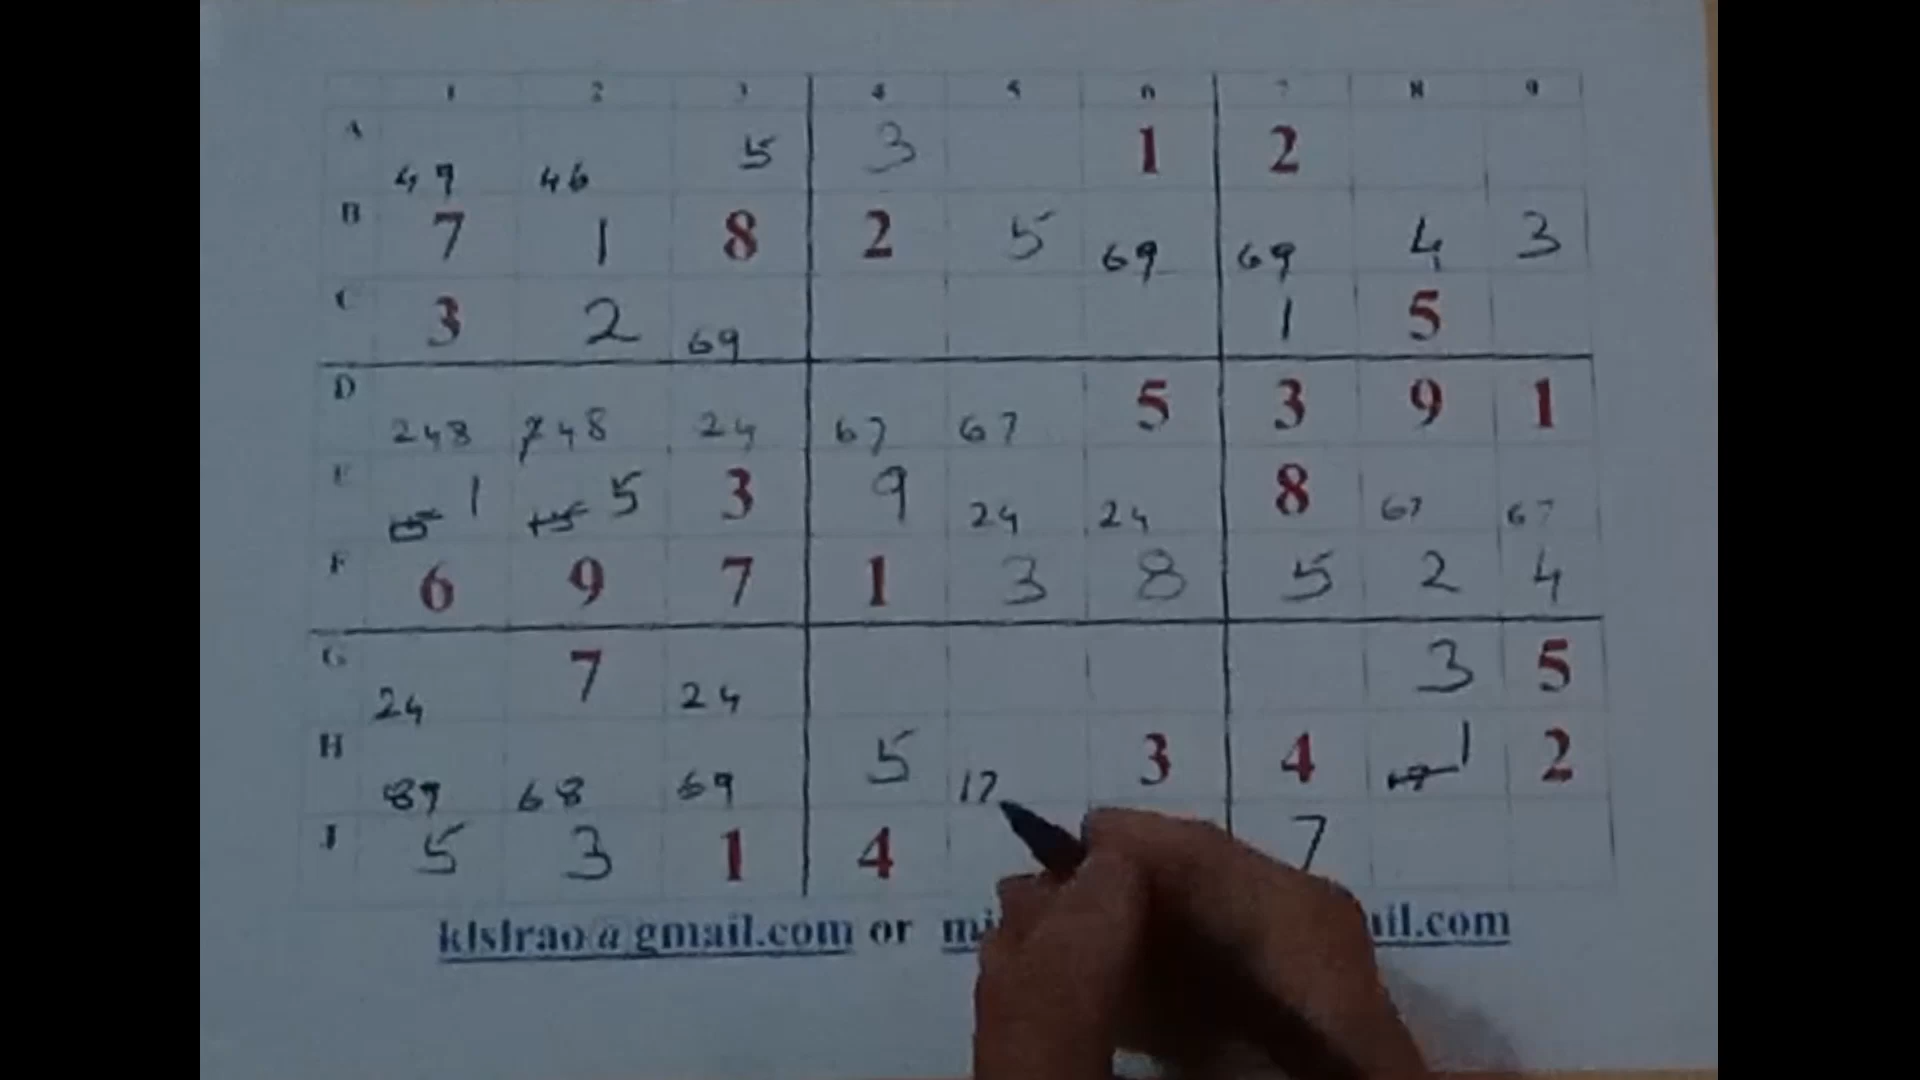 1 2 3 4 5 6 7 8 9
A 49 46 5 3 1 2
B 7 1 8 2 5 69 69 4 3
C 3 2 69 1 5
D 248 748 24 67 67 5 3 9 1
E 1 5 3 9 24 24 8 67 67
F 6 9 7 1 3 8 5 2 4
G 24 7 24 3 5
H 89 68 69 5 17 3 4 1 2
J 5 3 1 4 7
klslrao@gmail.com or